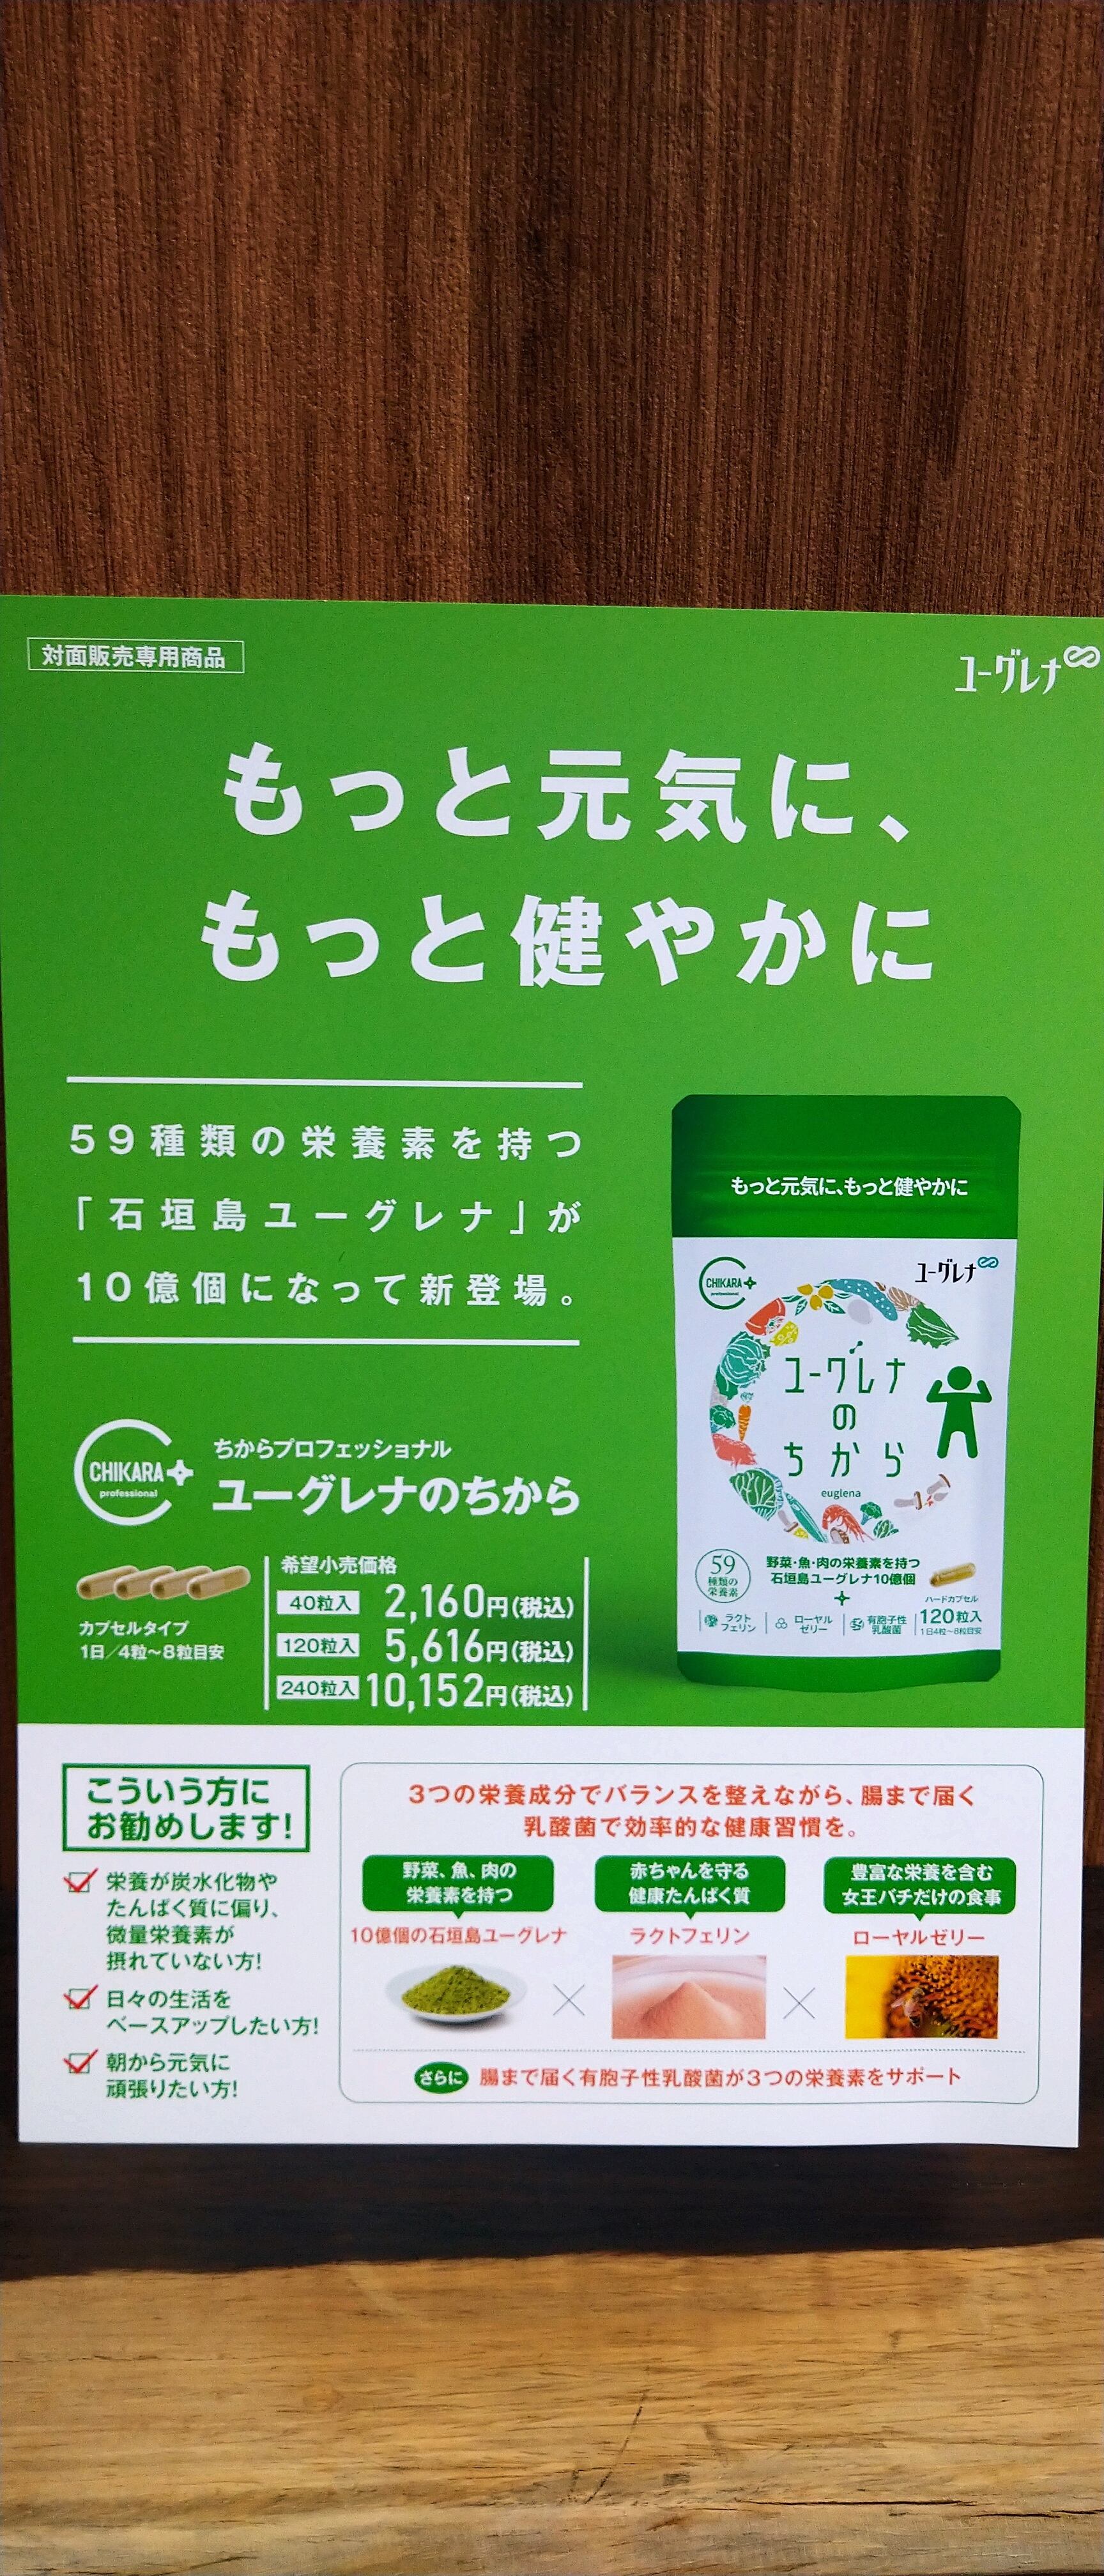 対面販売専用商品
ユーグレナ
もっと元気に、
もっと健やかに
59種類の栄養素を持つ
「石垣島ユーグレナ」が
10億個になって新登場。
CHIKARA
professional
ちからプロフェッショナル
ユーグレナのちから
カプセルタイプ
1日/4粒〜8粒目安
希望小売価格
40粒入 2,160円(税込)
120粒入 5,616円(税込)
240粒入 10,152円(税込)
もっと元気に、もっと健やかに
CHIKARA
professional
ユーグレナ
ユーグレナ
の
ちから
euglena
59
種類の
栄養素
野菜・魚・肉の栄養素を持つ
石垣島ユーグレナ10億個
ラクト
フェリン
ローヤル
ゼリー
有胞子性
乳酸菌
ハードカプセル
120粒入
1日4粒〜8粒目安
こういう方に
お勧めします!
栄養が炭水化物や
たんぱく質に偏り、
微量栄養素が
摂れていない方!
日々の生活を
ベースアップしたい方!
朝から元気に
頑張りたい方!
3つの栄養成分でバランスを整えながら、腸まで届く
乳酸菌で効率的な健康習慣を。
野菜、魚、肉の
栄養素を持つ
10億個の石垣島ユーグレナ
赤ちゃんを守る
健康たんぱく質
ラクトフェリン
豊富な栄養を含む
女王バチだけの食事
ローヤルゼリー
さらに 腸まで届く有胞子性乳酸菌が3つの栄養素をサポート